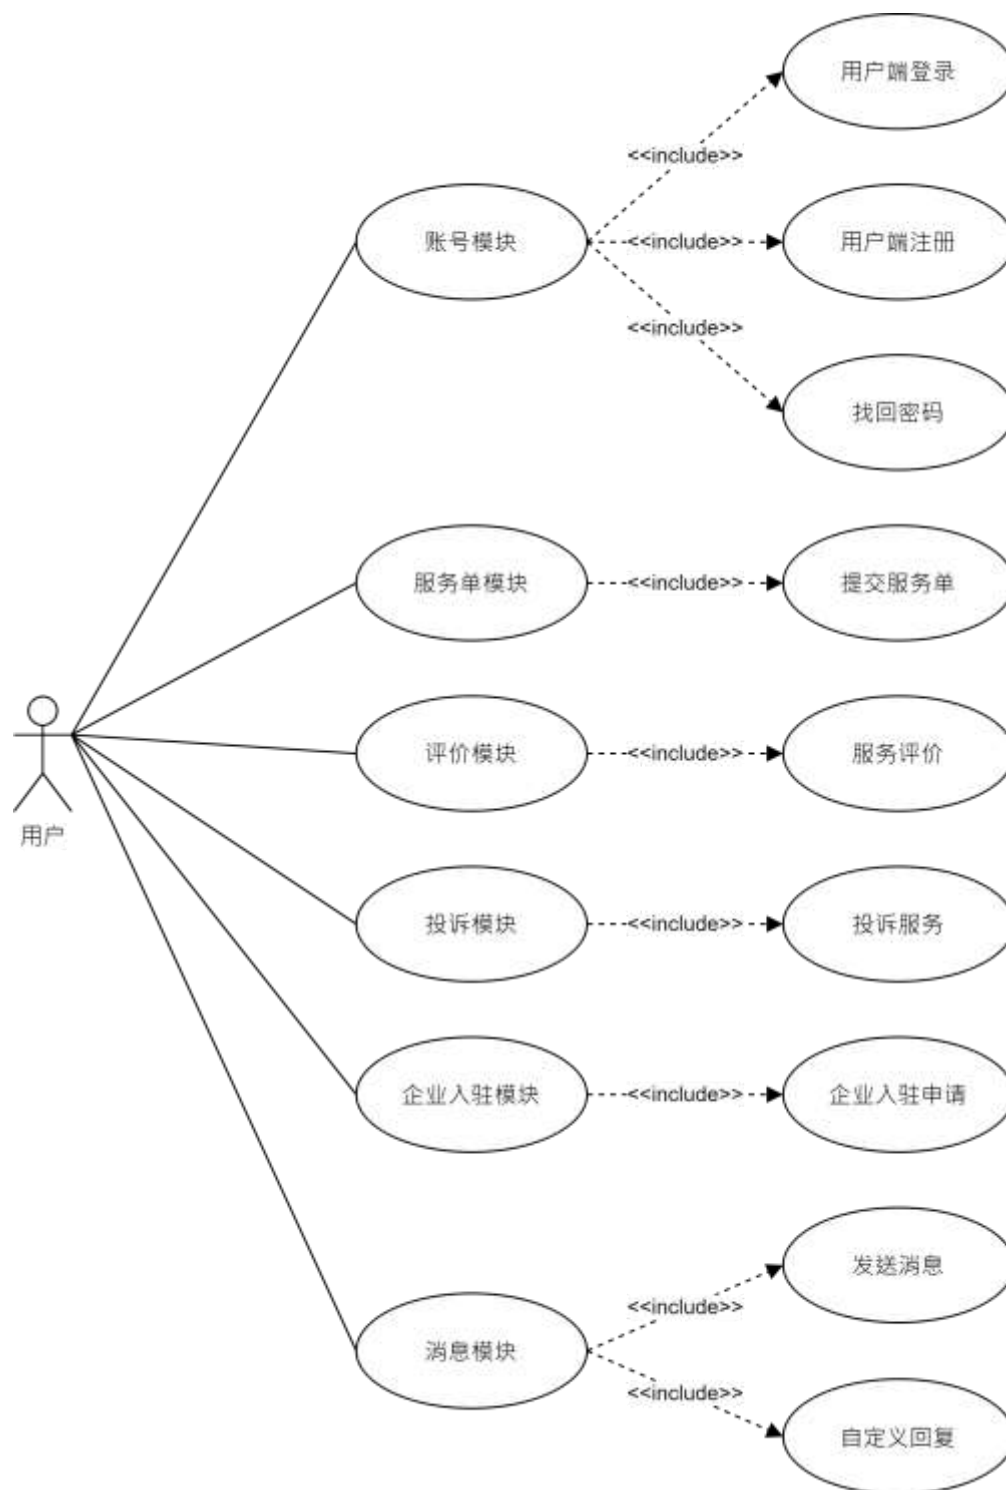 用户端登录
<<include>>
账号模块
<<include>>
用户端注册
<<include>>
找回密码
服务单模块
<<include>>
提交服务单
评价模块
<<include>>
服务评价
用户
投诉模块
<<include>>
投诉服务
企业入驻模块
<<include>>
企业入驻申请
发送消息
<<include>>
消息模块
<<include>>
自定义回复